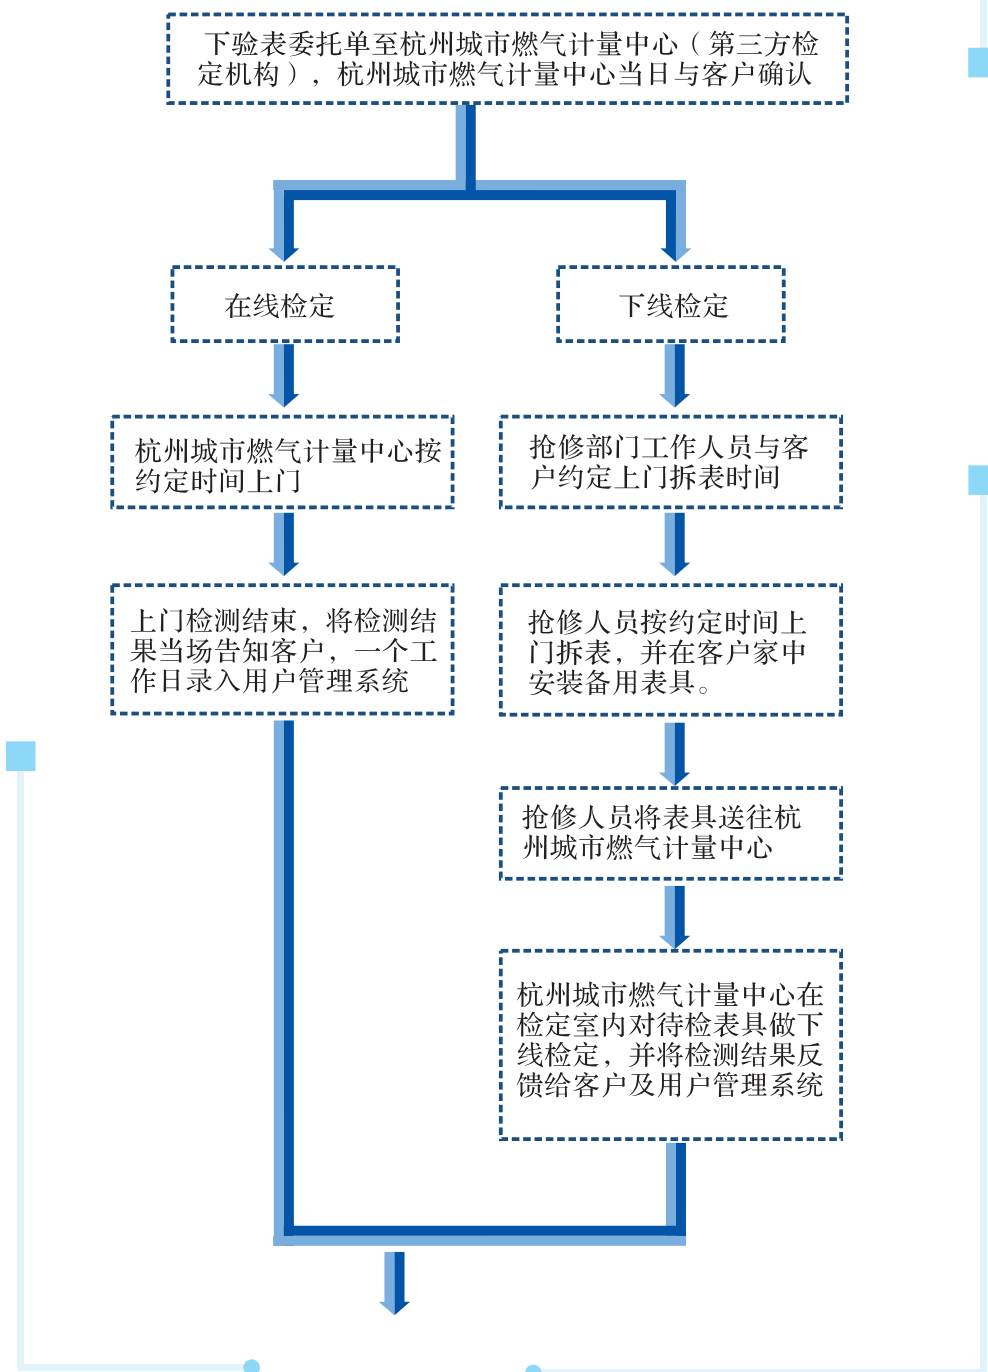 下验表委托单至杭州城市燃气计量中心（第三方检
定机构），杭州城市燃气计量中心当日与客户确认
在线检定
下线检定
杭州城市燃气计量中心按
约定时间上门
抢修部门工作人员与客
户约定上门拆表时间
上门检测结束，将检测结
果当场告知客户，一个工
作日录入用户管理系统
抢修人员按约定时间上
门拆表，并在客户家中
安装备用表具。
抢修人员将表具送往杭
州城市燃气计量中心
杭州城市燃气计量中心在
检定室内对待检表具做下
线检定，并将检测结果反
馈给客户及用户管理系统